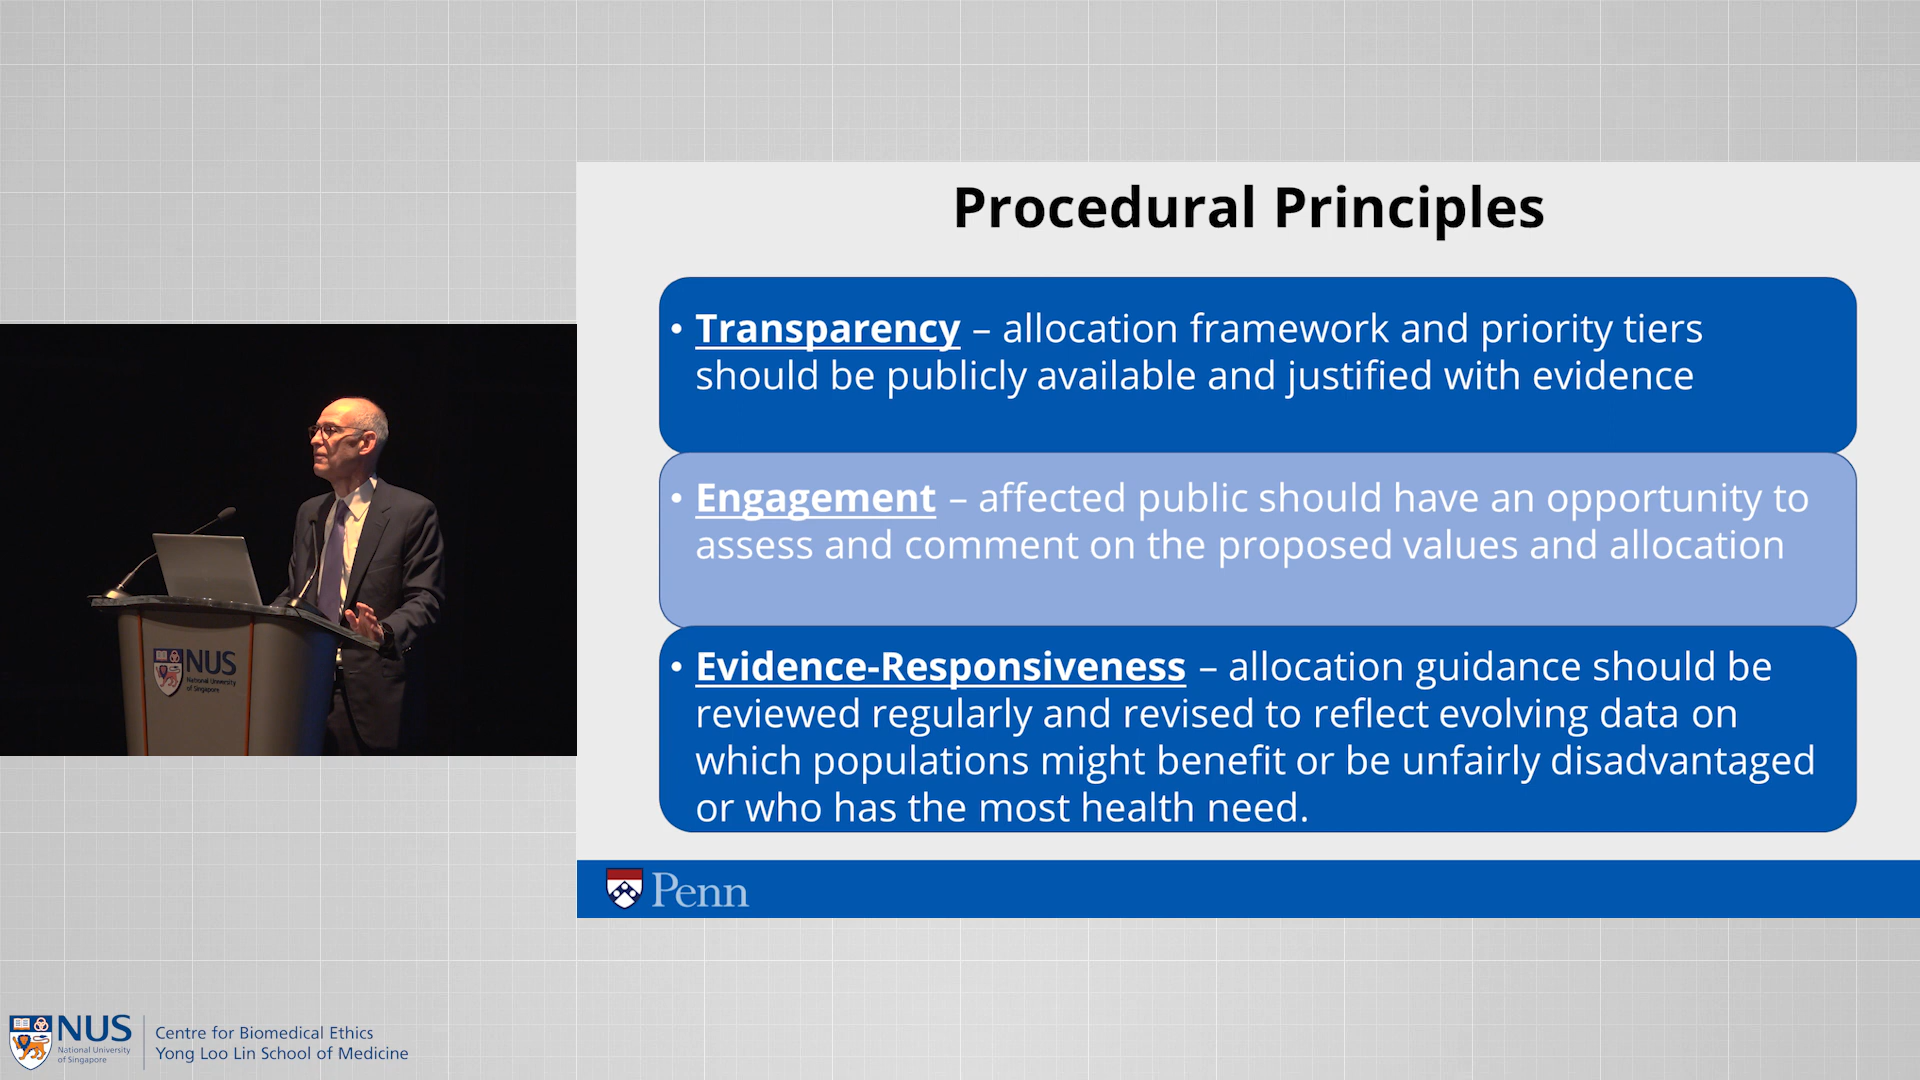 Procedural Principles
• Transparency – allocation framework and priority tiers
should be publicly available and justified with evidence
• Engagement – affected public should have an opportunity to
assess and comment on the proposed values and allocation
• Evidence-Responsiveness – allocation guidance should be
reviewed regularly and revised to reflect evolving data on
which populations might benefit or be unfairly disadvantaged
or who has the most health need.
Penn
NUS
National University
of Singapore
NUS
National University
of Singapore
Centre for Biomedical Ethics
Yong Loo Lin School of Medicine